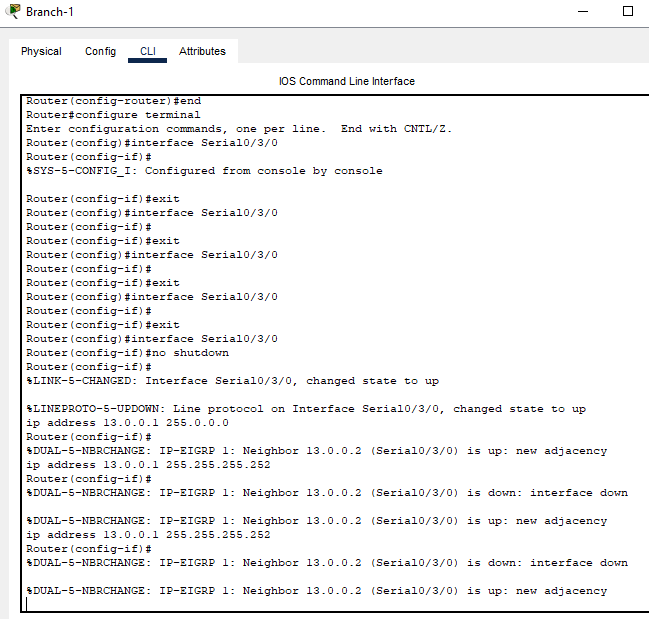 Branch-1
Physical Config CLI Attributes
IOS Command Line Interface
Router(config-router)#end
Router#configure terminal
Enter configuration commands, one per line.  End with CNTL/Z.
Router(config)#interface Serial0/3/0
Router(config-if)#
%SYS-5-CONFIG_I: Configured from console by console
Router(config-if)#exit
Router(config)#interface Serial0/3/0
Router(config-if)#
Router(config-if)#exit
Router(config)#interface Serial0/3/0
Router(config-if)#
Router(config-if)#exit
Router(config)#interface Serial0/3/0
Router(config-if)#
Router(config-if)#exit
Router(config)#interface Serial0/3/0
Router(config-if)#no shutdown
Router(config-if)#
%LINK-5-CHANGED: Interface Serial0/3/0, changed state to up
%LINEPROTO-5-UPDOWN: Line protocol on Interface Serial0/3/0, changed state to up
ip address 13.0.0.1 255.0.0.0
Router(config-if)#
%DUAL-5-NBRCHANGE: IP-EIGRP 1: Neighbor 13.0.0.2 (Serial0/3/0) is up: new adjacency
ip address 13.0.0.1 255.255.255.252
Router(config-if)#
%DUAL-5-NBRCHANGE: IP-EIGRP 1: Neighbor 13.0.0.2 (Serial0/3/0) is down: interface down
%DUAL-5-NBRCHANGE: IP-EIGRP 1: Neighbor 13.0.0.2 (Serial0/3/0) is up: new adjacency
ip address 13.0.0.1 255.255.255.252
Router(config-if)#
%DUAL-5-NBRCHANGE: IP-EIGRP 1: Neighbor 13.0.0.2 (Serial0/3/0) is down: interface down
%DUAL-5-NBRCHANGE: IP-EIGRP 1: Neighbor 13.0.0.2 (Serial0/3/0) is up: new adjacency